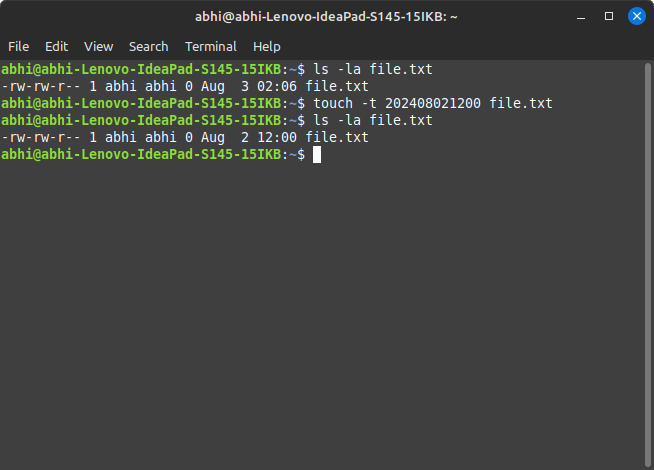 abhi@abhi-Lenovo-IdeaPad-S145-15IKB: ~
File Edit View Search Terminal Help
abhi@abhi-Lenovo-IdeaPad-S145-15IKB:~$ ls -la file.txt
-rw-rw-r-- 1 abhi abhi 0 Aug  3 02:06 file.txt
abhi@abhi-Lenovo-IdeaPad-S145-15IKB:~$ touch -t 202408021200 file.txt
abhi@abhi-Lenovo-IdeaPad-S145-15IKB:~$ ls -la file.txt
-rw-rw-r-- 1 abhi abhi 0 Aug  2 12:00 file.txt
abhi@abhi-Lenovo-IdeaPad-S145-15IKB:~$